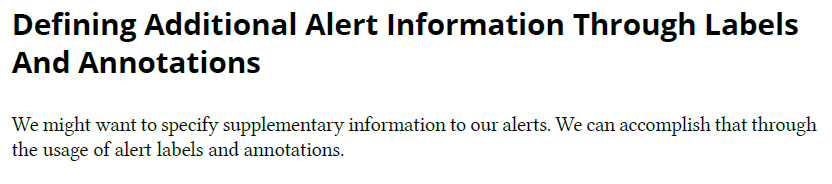 Defining Additional Alert Information Through Labels
And Annotations
We might want to specify supplementary information to our alerts. We can accomplish that through
the usage of alert labels and annotations.